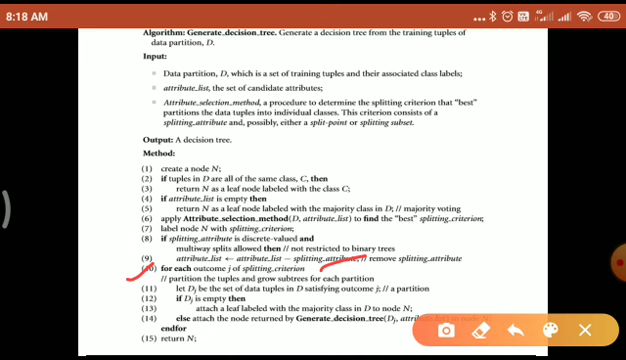 8:18 AM
40
Algorithm: Generate_decision_tree. Generate a decision tree from the training tuples of
data partition, D.
Input:
Data partition, D, which is a set of training tuples and their associated class labels;
attribute_list, the set of candidate attributes;
Attribute_selection_method, a procedure to determine the splitting criterion that "best"
partitions the data tuples into individual classes. This criterion consists of a
splitting_attribute and, possibly, either a split-point or splitting subset.
Output: A decision tree.
Method:
(1) create a node N;
(2) if tuples in D are all of the same class, C, then
(3) return N as a leaf node labeled with the class C;
(4) if attribute_list is empty then
(5) return N as a leaf node labeled with the majority class in D; // majority voting
(6) apply Attribute_selection_method(D, attribute_list) to find the "best" splitting_criterion;
(7) label node N with splitting_criterion;
(8) if splitting_attribute is discrete-valued and
multiway splits allowed then // not restricted to binary trees
(9) attribute_list ← attribute_list − splitting_attribute; // remove splitting_attribute
(10) for each outcome j of splitting_criterion
// partition the tuples and grow subtrees for each partition
(11) let Dj be the set of data tuples in D satisfying outcome j; // a partition
(12) if Dj is empty then
(13) attach a leaf labeled with the majority class in D to node N;
(14) else attach the node returned by Generate_decision_tree(Dj,
endfor
(15) return N;